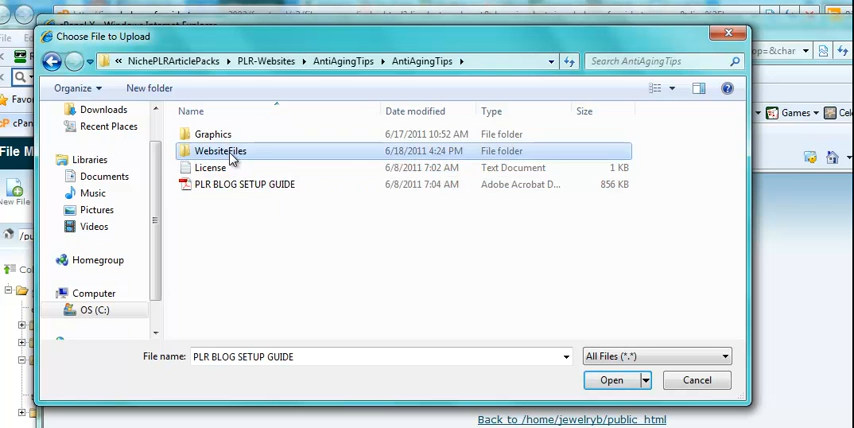 Choose File to Upload
« NichePLRArticlePacks ▸ PLR-Websites ▸ AntiAgingTips ▸ AntiAgingTips ▸
Search AntiAgingTips
Organize New folder
Name Date modified Type Size
Downloads
Recent Places
Libraries
Documents
Music
Pictures
Videos
Homegroup
Computer
OS (C:)
Graphics 6/17/2011 10:52 AM File folder
WebsiteFiles 6/18/2011 4:24 PM File folder
License 6/8/2011 7:02 AM Text Document 1 KB
PLR BLOG SETUP GUIDE 6/8/2011 7:04 AM Adobe Acrobat D... 856 KB
File name: PLR BLOG SETUP GUIDE All Files (*.*)
Open Cancel
Back to /home/jewelryb/public_html
Games
File M
New File